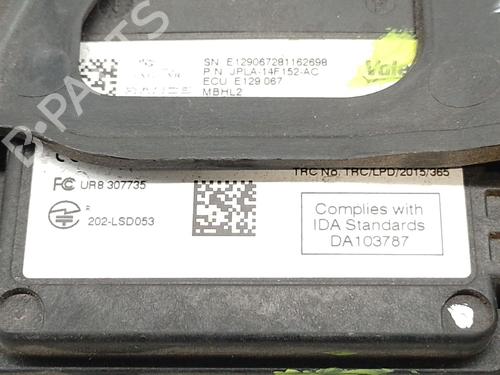 SN E129067281162698
P/N JPLA-14F152-AC
ECU E129 067
MBHL2
Valeo
TRC No. TRC/LPD/2015/365
FC UR8 307735
R
202-LSD053
Complies with
IDA Standards
DA103787
B-PARTS